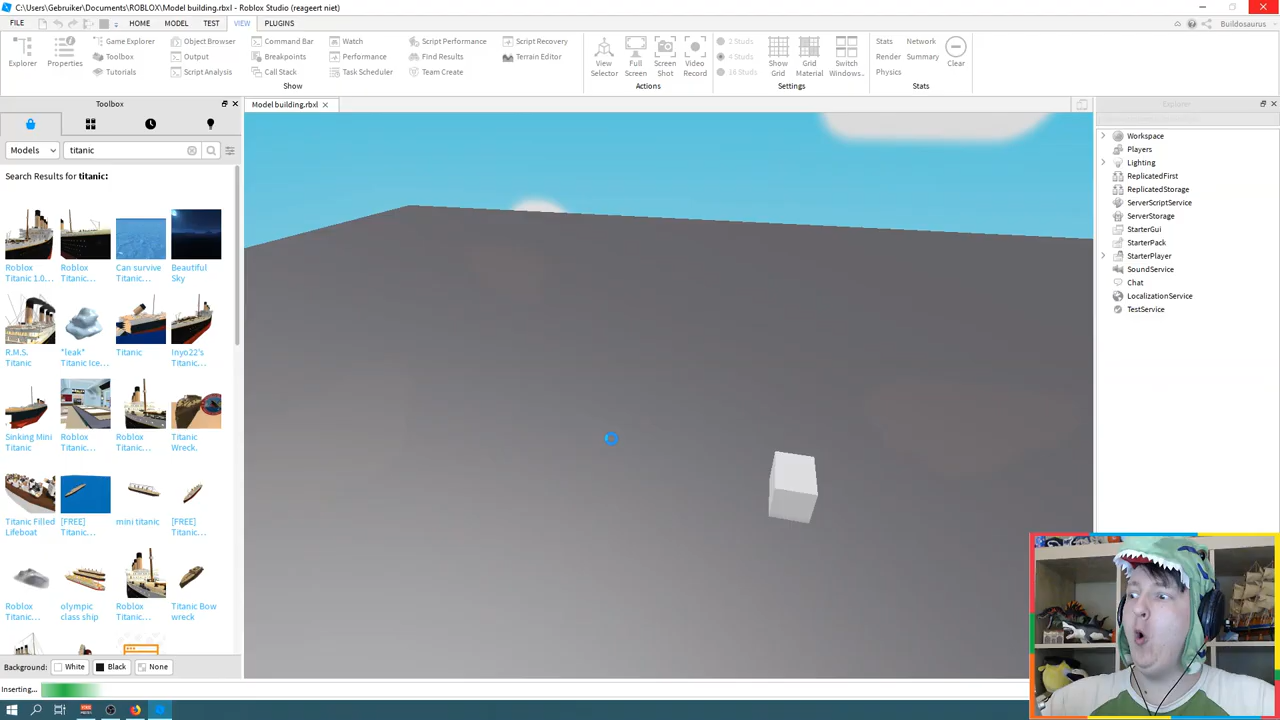 C:\Users\Gebruiker\Documents\ROBLOX\Model building.rbxl - Roblox Studio (reageert niet)
FILE HOME MODEL TEST VIEW PLUGINS Buildosaurus
Explorer
Properties
Game Explorer
Toolbox
Tutorials
Object Browser
Output
Script Analysis
Command Bar
Breakpoints
Call Stack
Watch
Performance
Task Scheduler
Script Performance
Find Results
Team Create
Script Recovery
Terrain Editor
Show
View
Selector
Full
Screen
Screen
Shot
Video
Record
Actions
2 Studs
4 Studs
16 Studs
Show
Grid
Grid
Material
Switch
Windows..
Settings
Stats
Render
Physics
Network
Summary
Clear
Stats
Toolbox
Models
titanic
Search Results for titanic:
Roblox
Titanic 1.0...
Roblox
Titanic...
Can survive
Titanic...
Beautiful
Sky
R.M.S.
Titanic
*leak*
Titanic Ice...
Titanic
Inyo22's
Titanic...
Sinking Mini
Titanic
Roblox
Titanic...
Roblox
Titanic...
Titanic
Wreck.
Titanic Filled
Lifeboat
[FREE]
Titanic...
mini titanic
[FREE]
Titanic...
Roblox
Titanic...
olympic
class ship
Roblox
Titanic...
Titanic Bow
wreck
Background: White Black None
Inserting...
Model building.rbxl
Explorer
Workspace
Players
Lighting
ReplicatedFirst
ReplicatedStorage
ServerScriptService
ServerStorage
StarterGui
StarterPack
StarterPlayer
SoundService
Chat
LocalizationService
TestService